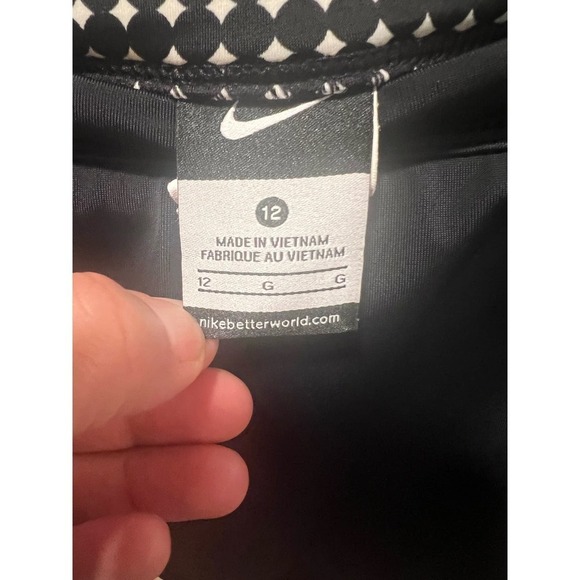 12
MADE IN VIETNAM
FABRIQUE AU VIETNAM
12 G G
nikebetterworld.com